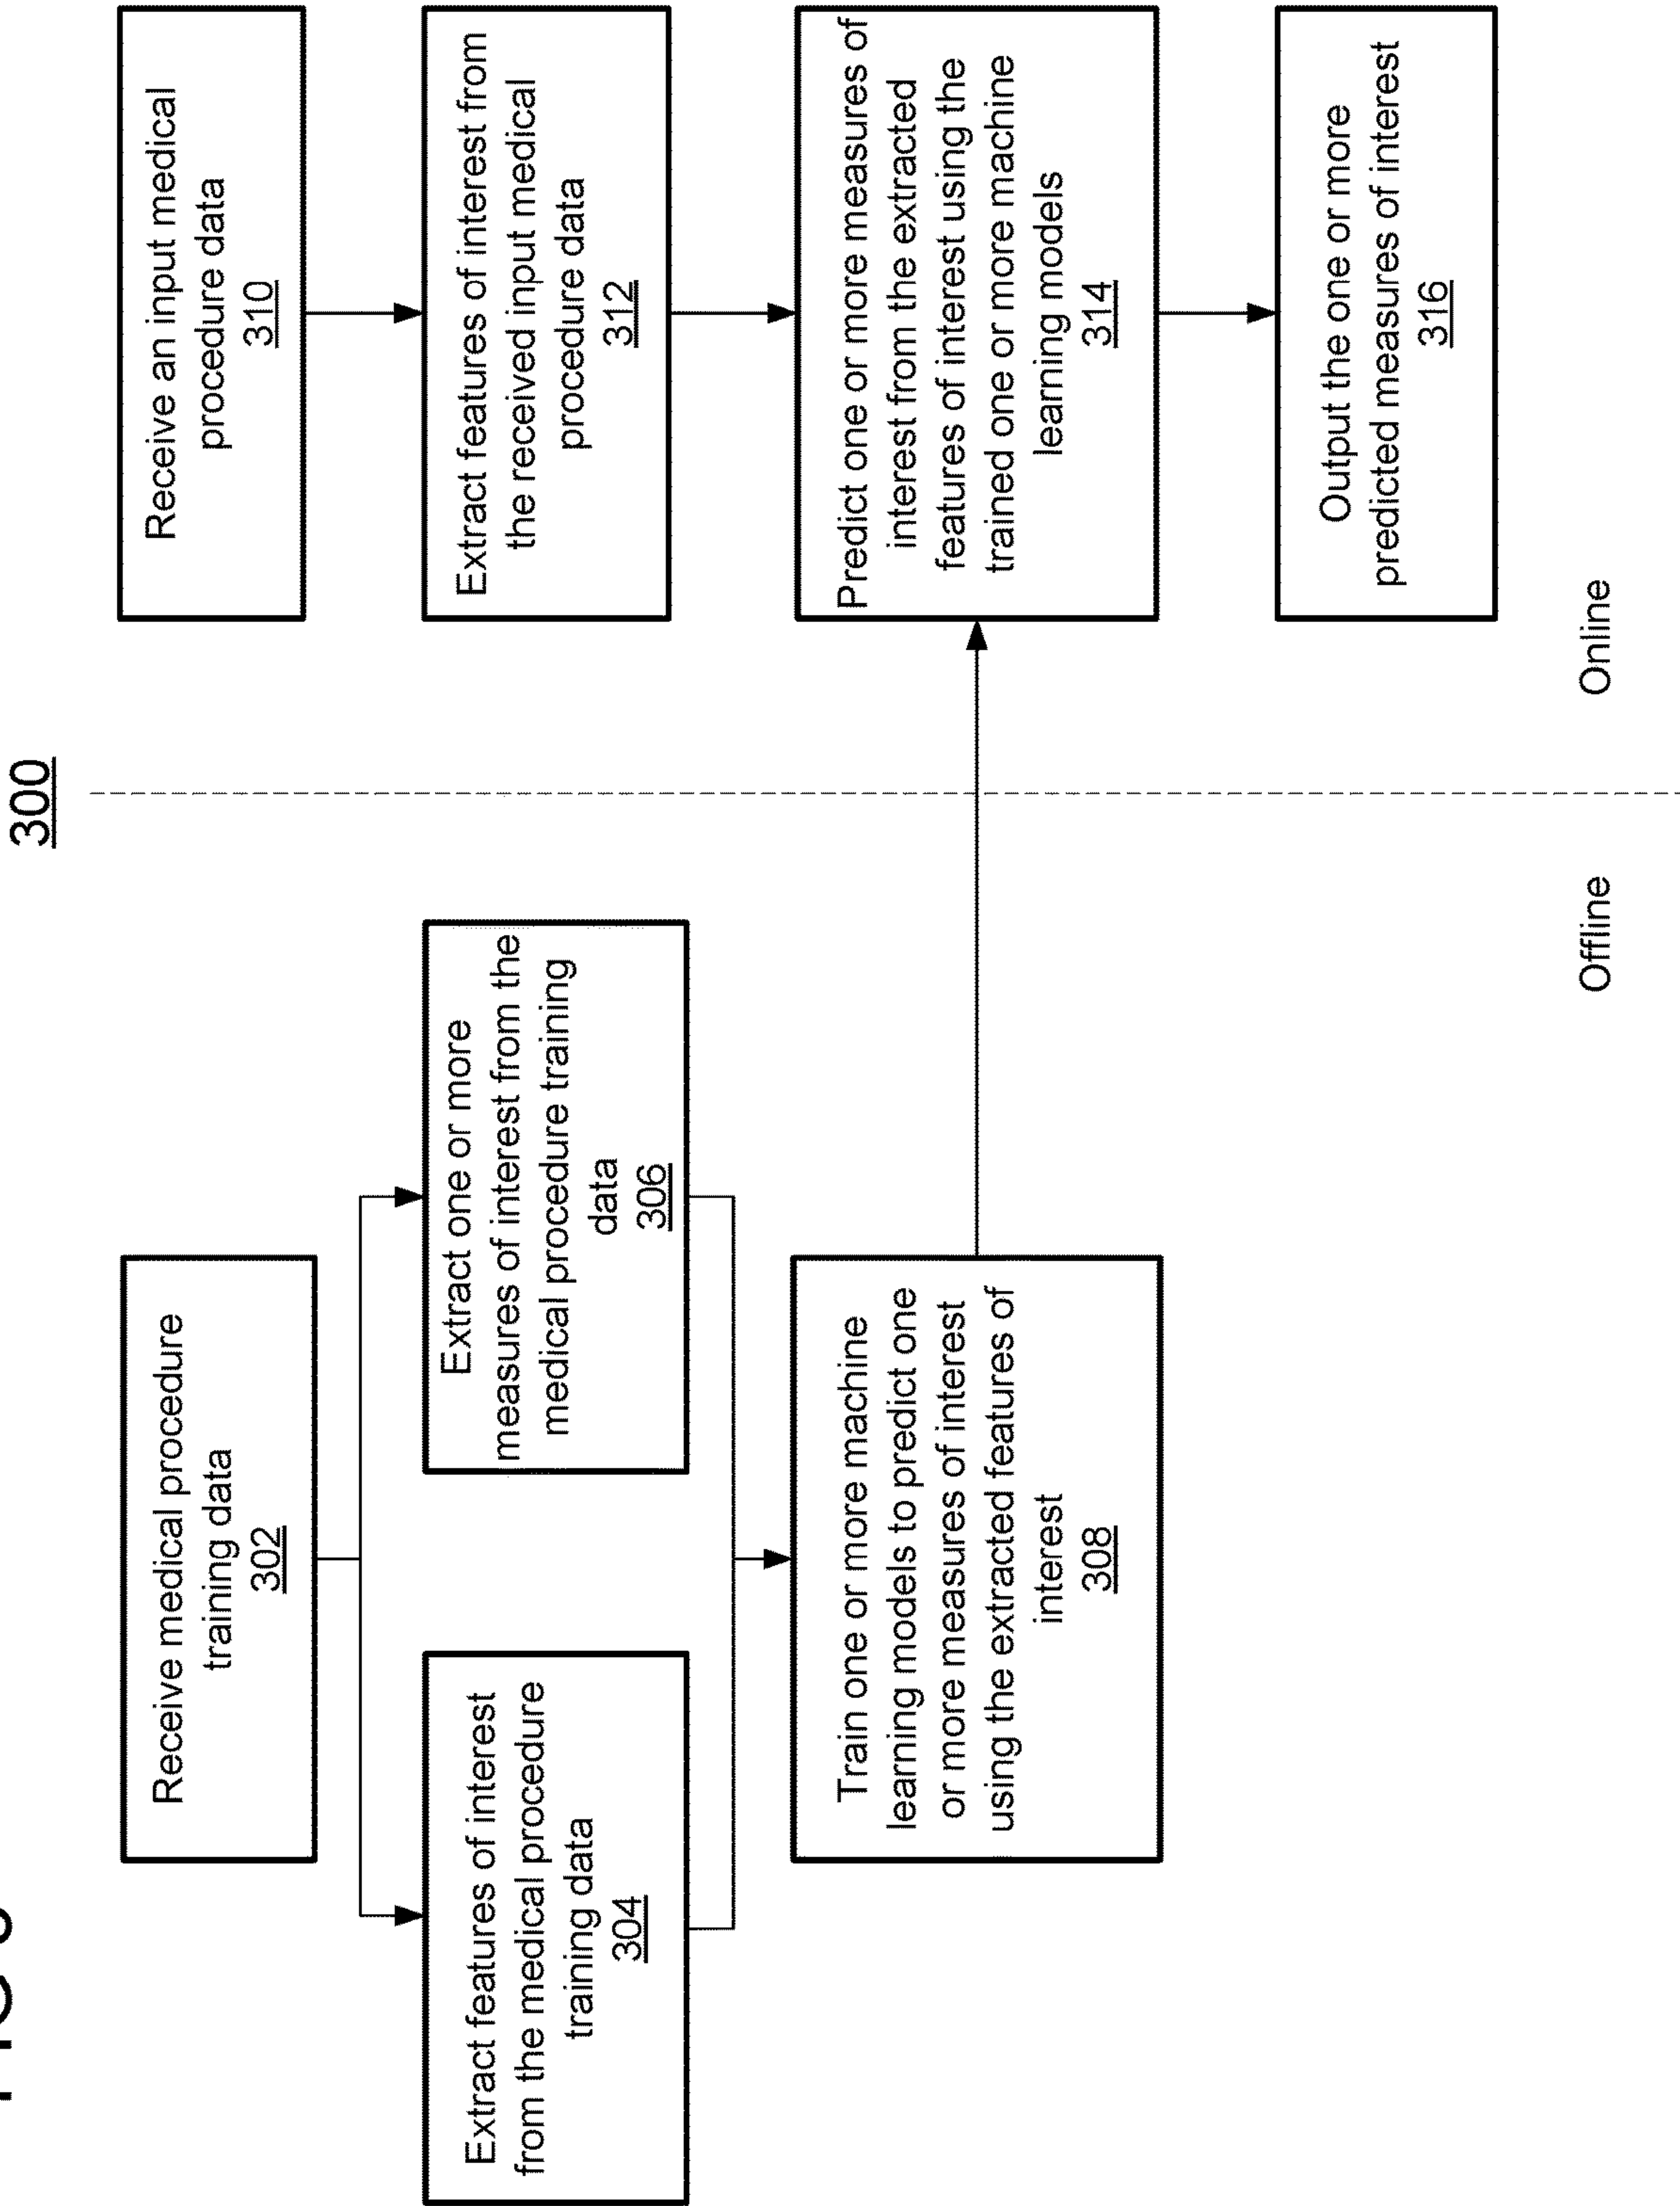 300
Receive medical procedure
training data
302
Extract features of interest
from the medical procedure
training data
304
Extract one or more
measures of interest from the
medical procedure training
data
306
Train one or more machine
learning models to predict one
or more measures of interest
using the extracted features of
interest
308
Offline
Receive an input medical
procedure data
310
Extract features of interest from
the received input medical
procedure data
312
Predict one or more measures of
interest from the extracted
features of interest using the
trained one or more machine
learning models
314
Output the one or more
predicted measures of interest
316
Online